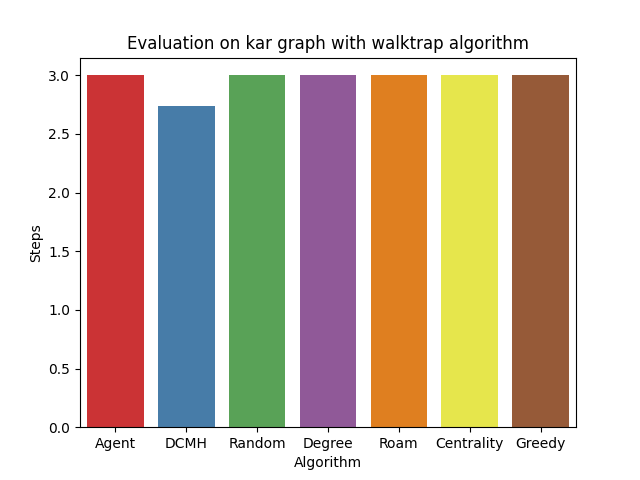 Evaluation on kar graph with walktrap algorithm
3.0
2.5
2.0
1.5
1.0
0.5
0.0
Steps
Agent DCMH Random Degree Roam Centrality Greedy
Algorithm